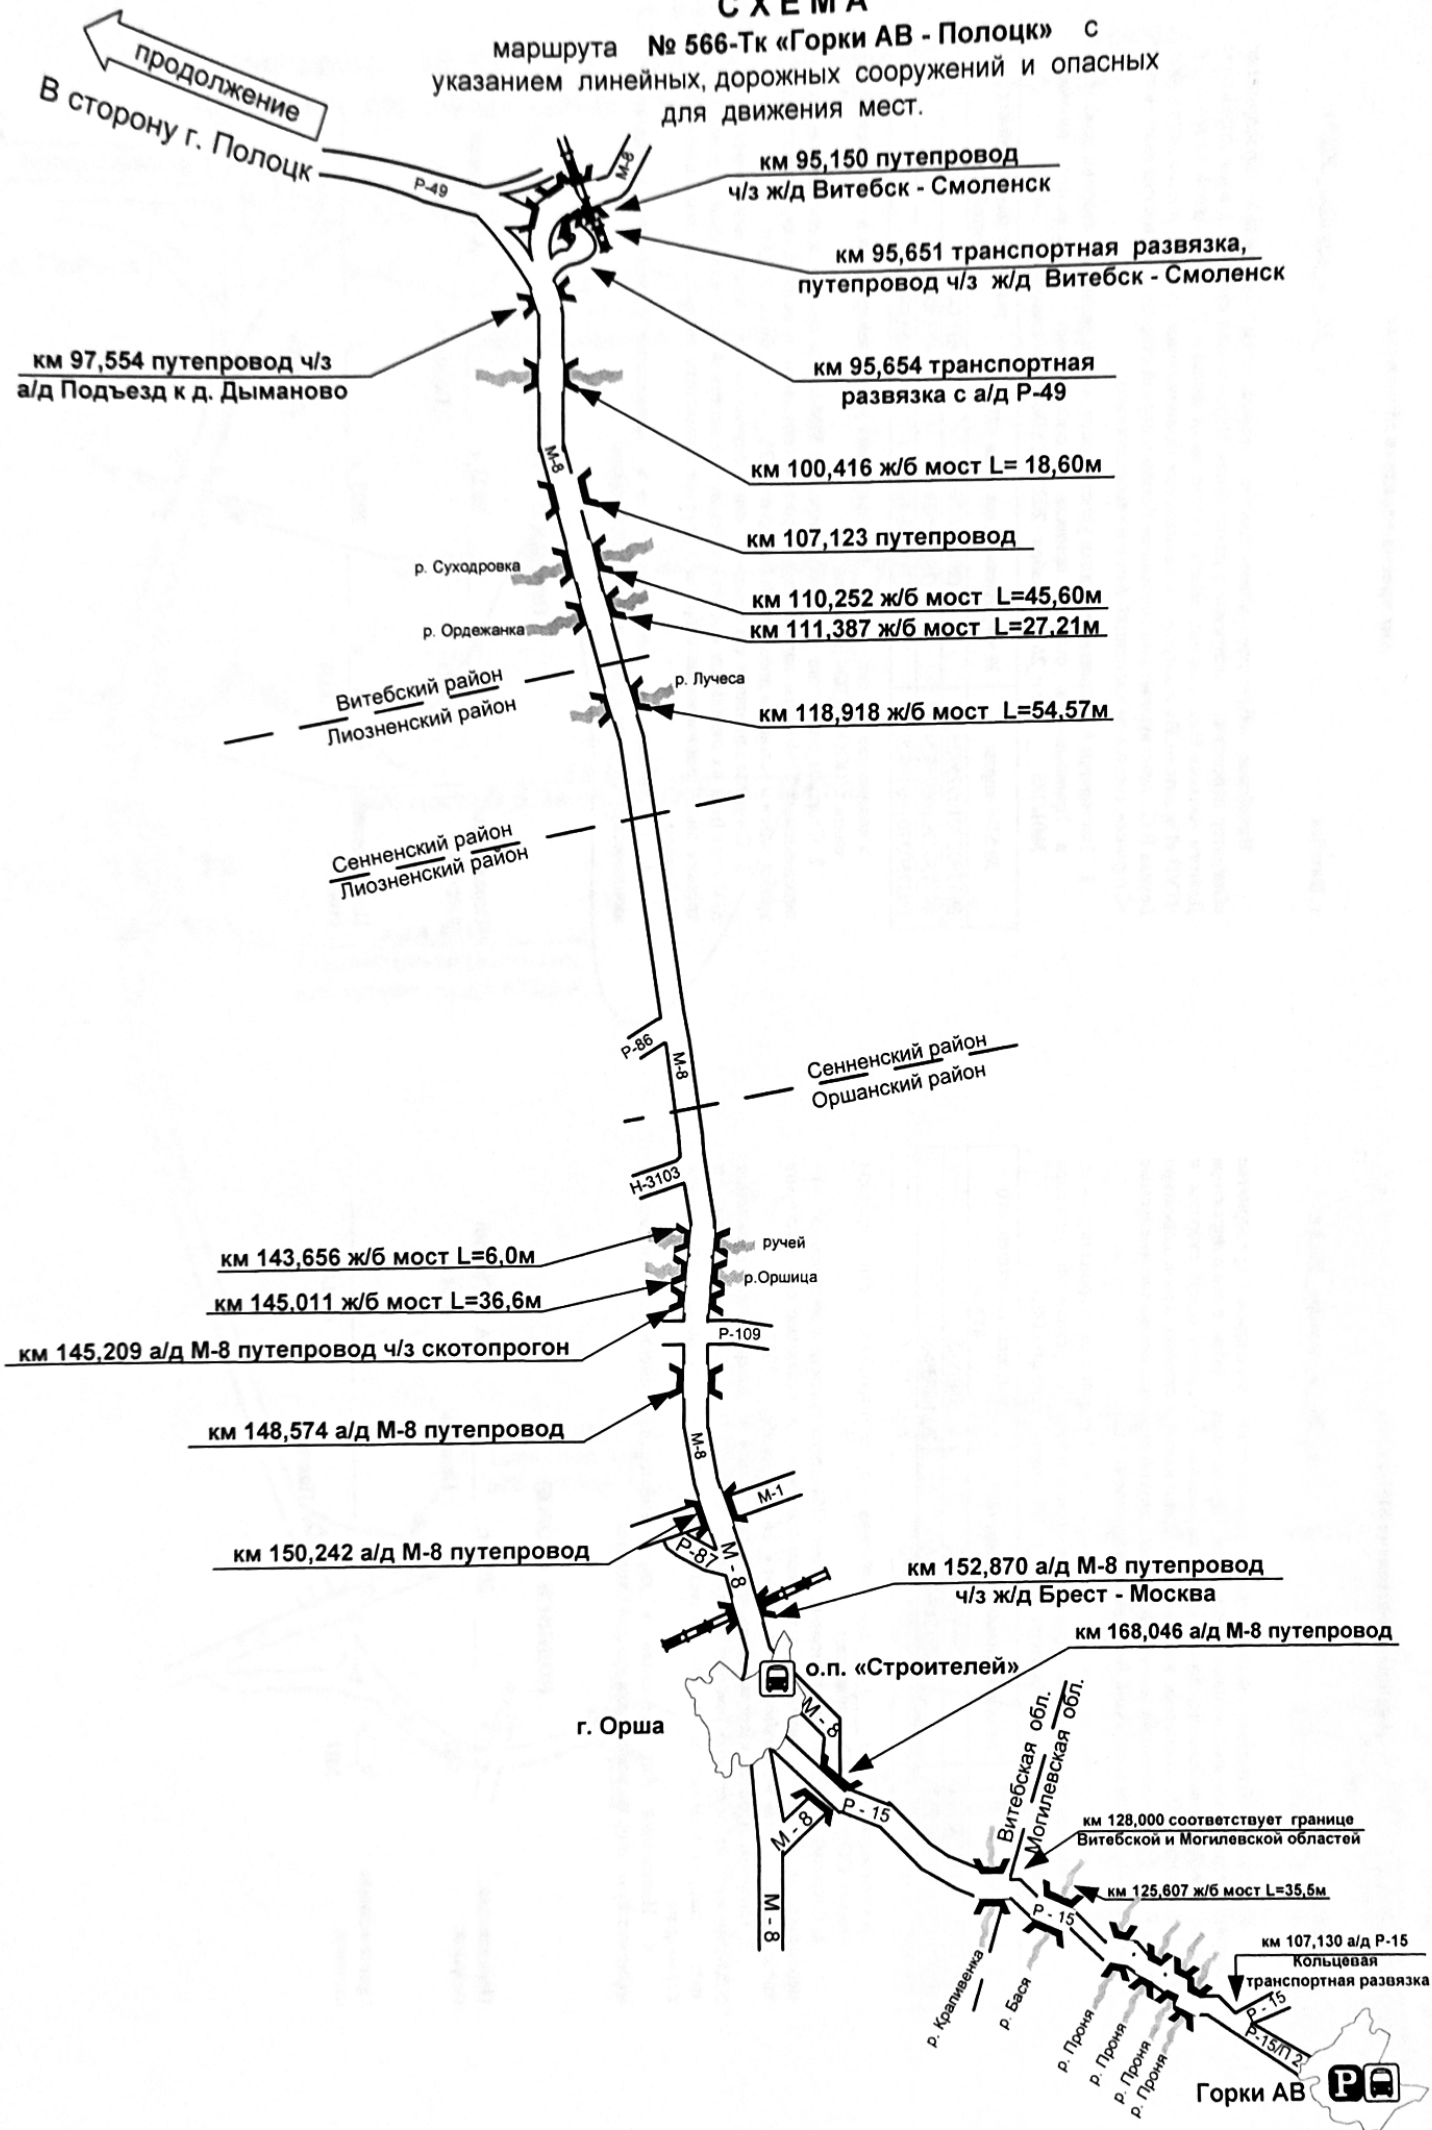 СХЕМА
маршрута № 566-Тк «Горки АВ - Полоцк» с
указанием линейных, дорожных сооружений и опасных
для движения мест.
продолжение
В сторону г. Полоцк
Р-49
М-8
км 95,150 путепровод
ч/з ж/д Витебск - Смоленск
км 95,651 транспортная развязка,
путепровод ч/з ж/д Витебск - Смоленск
км 97,554 путепровод ч/з
а/д Подъезд к д. Дыманово
км 95,654 транспортная
развязка с а/д Р-49
М-8
км 100,416 ж/б мост L= 18,60м
км 107,123 путепровод
р. Суходровка
км 110,252 ж/б мост L=45,60м
р. Ордежанка
км 111,387 ж/б мост L=27,21м
Витебский район
Лиозненский район
р. Лучеса
км 118,918 ж/б мост L=54,57м
Сенненский район
Лиозненский район
Р-86
М-8
Сенненский район
Оршанский район
Н-3103
км 143,656 ж/б мост L=6,0м
ручей
км 145,011 ж/б мост L=36,6м
р.Оршица
км 145,209 а/д М-8 путепровод ч/з скотопрогон
Р-109
км 148,574 а/д М-8 путепровод
М-8
М-1
км 150,242 а/д М-8 путепровод
Р-87
М - 8
км 152,870 а/д М-8 путепровод
ч/з ж/д Брест - Москва
км 168,046 а/д М-8 путепровод
о.п. «Строителей»
г. Орша
М - 8
Витебская обл.
Могилевская обл.
Р - 15
М - 8
км 128,000 соответствует границе
Витебской и Могилевской областей
км 125,607 ж/б мост L=35,5м
М - 8
Р - 15
км 107,130 а/д Р-15
Кольцевая
транспортная развязка
р. Крапивенка
р. Бася
р. Проня
р. Проня
р. Проня
р. Проня
Р - 15
Р-15/П 2
Горки АВ
P